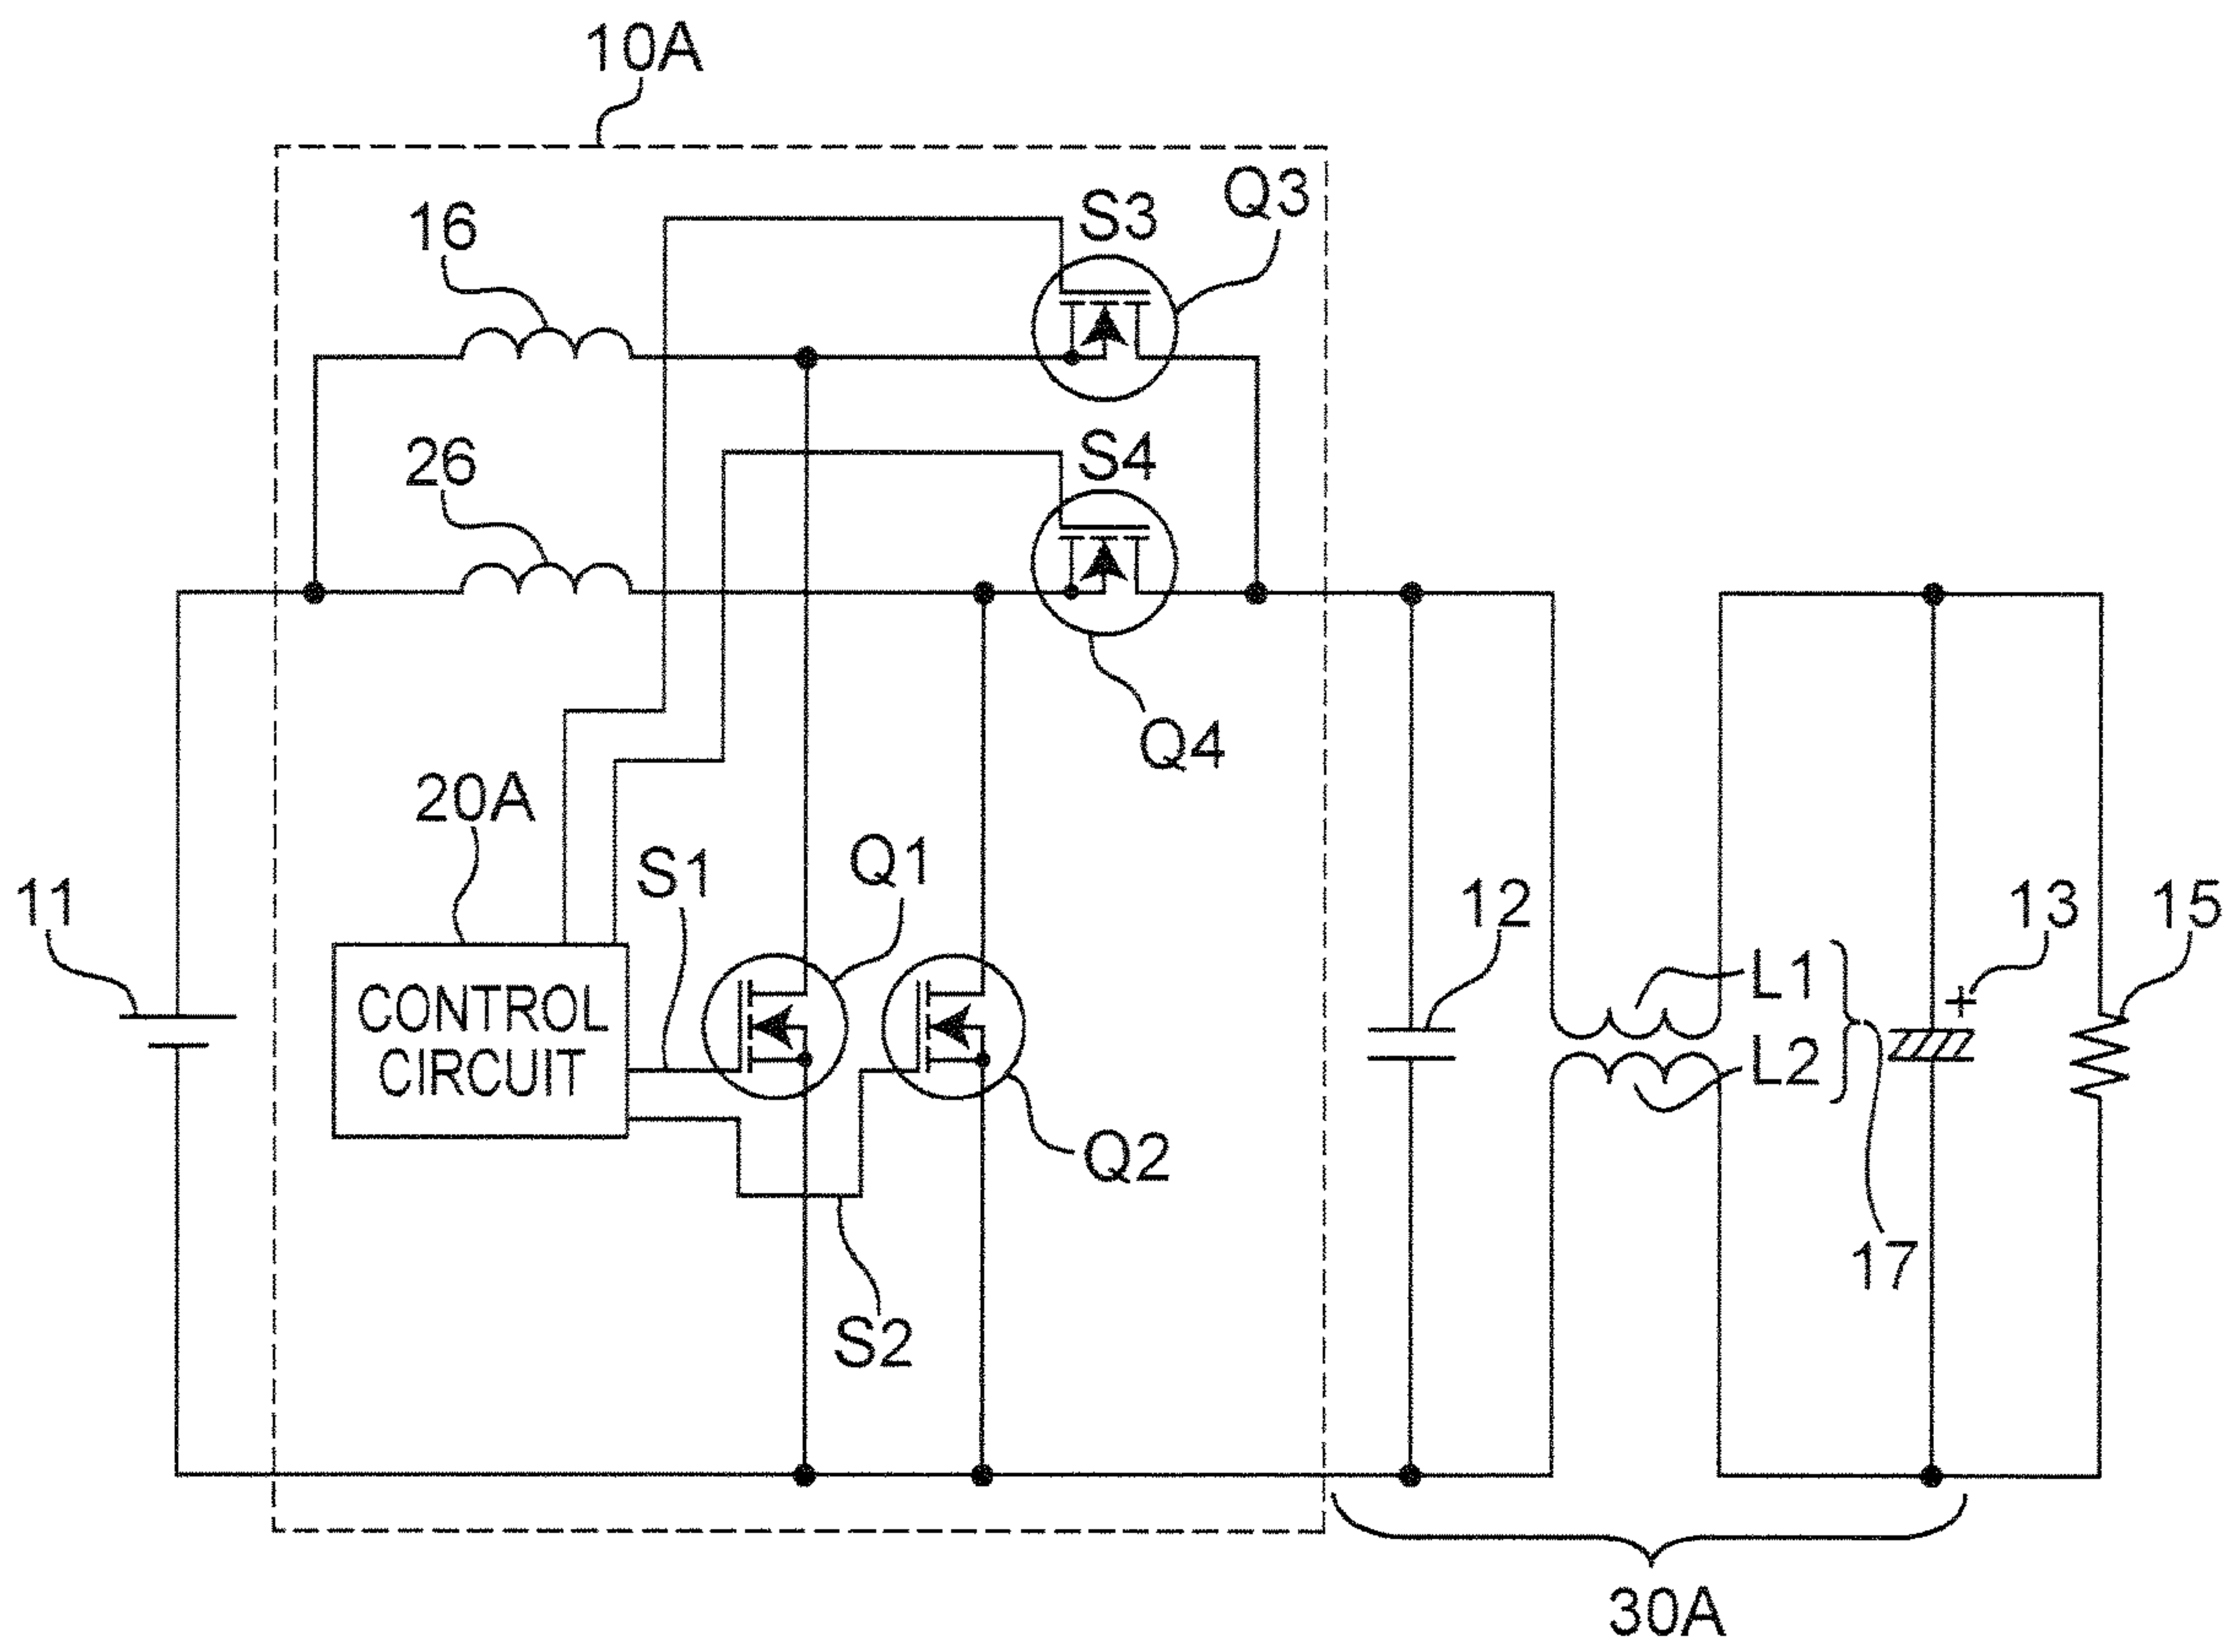 10A
S3
Q3
16
S4
26
Q4
20A
S1
Q1
11
12
13
15
L1
+
CONTROL
CIRCUIT
L2
Q2
17
S2
30A